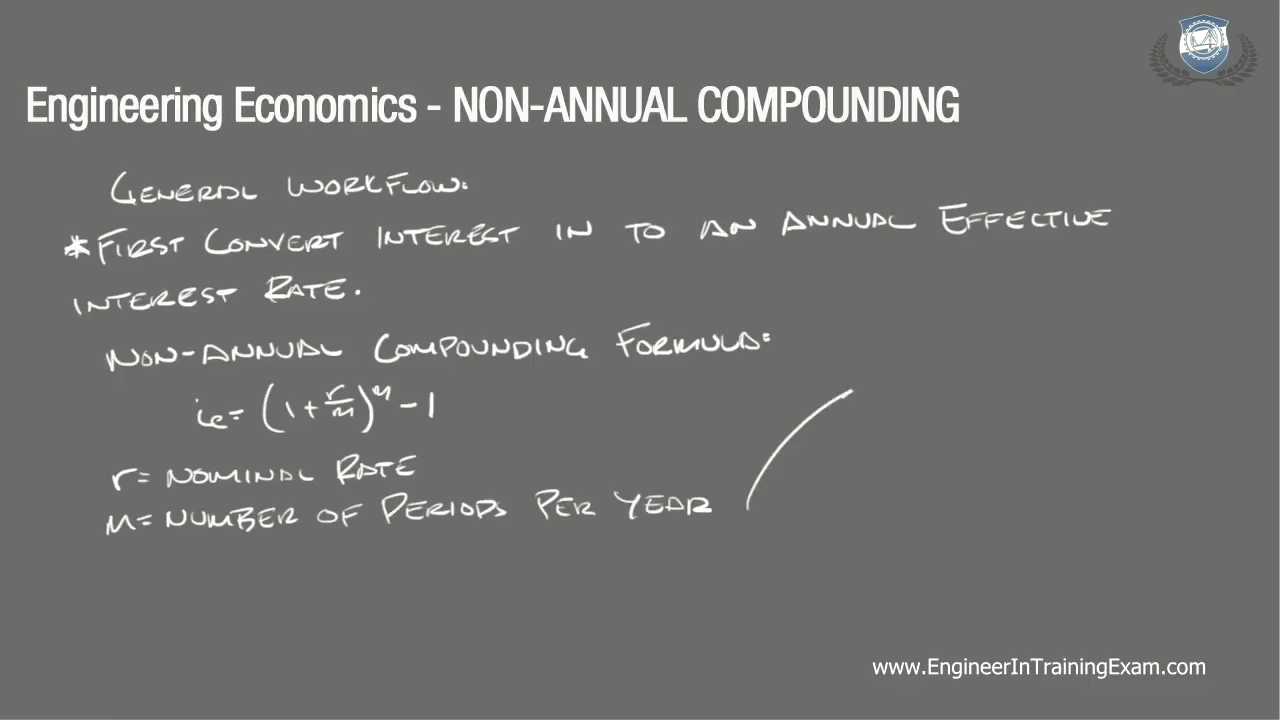 Engineering Economics - NON-ANNUAL COMPOUNDING
GENERAL WORKFLOW:
* FIRST CONVERT INTEREST IN TO AN ANNUAL EFFECTIVE
INTEREST RATE.
NON-ANNUAL COMPOUNDING FORMULA:
ie = (1 + r/m)^m - 1
r = NOMINAL RATE
m = NUMBER OF PERIODS PER YEAR
www.EngineerInTrainingExam.com